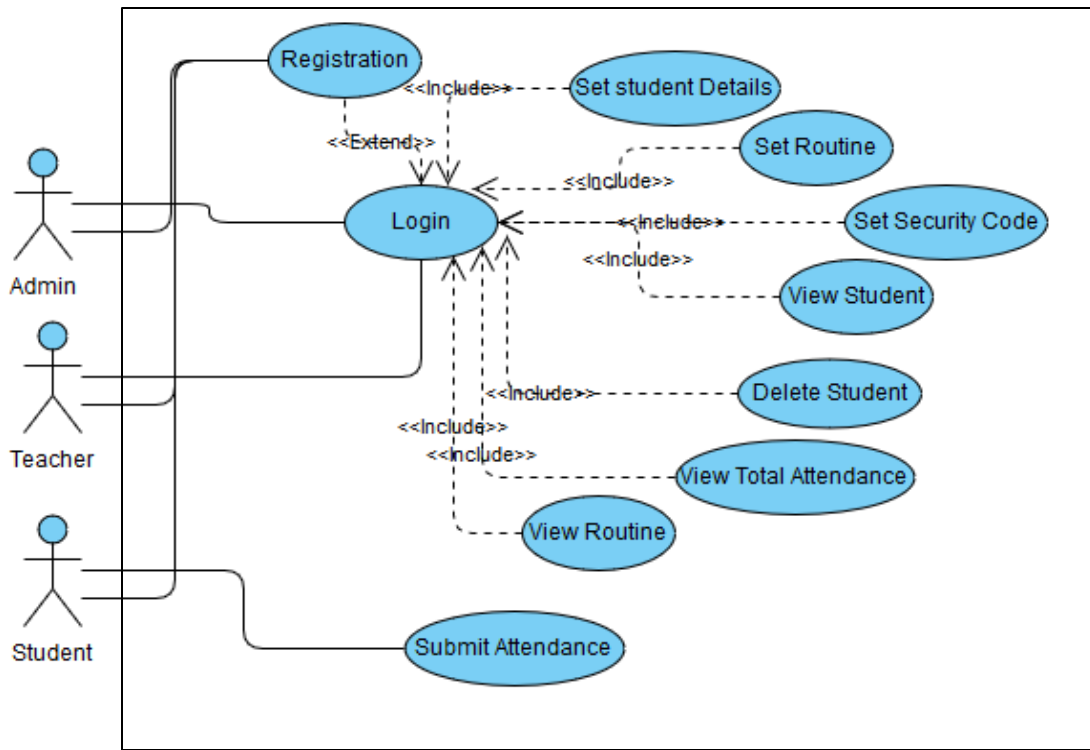 Registration
<<Include>>
Set student Details
<<Extend>>
Set Routine
<<Include>>
Login
<<Include>>
Set Security Code
<<Include>>
View Student
Admin
<<Include>>
Delete Student
<<Include>>
<<Include>>
Teacher
View Total Attendance
View Routine
Submit Attendance
Student